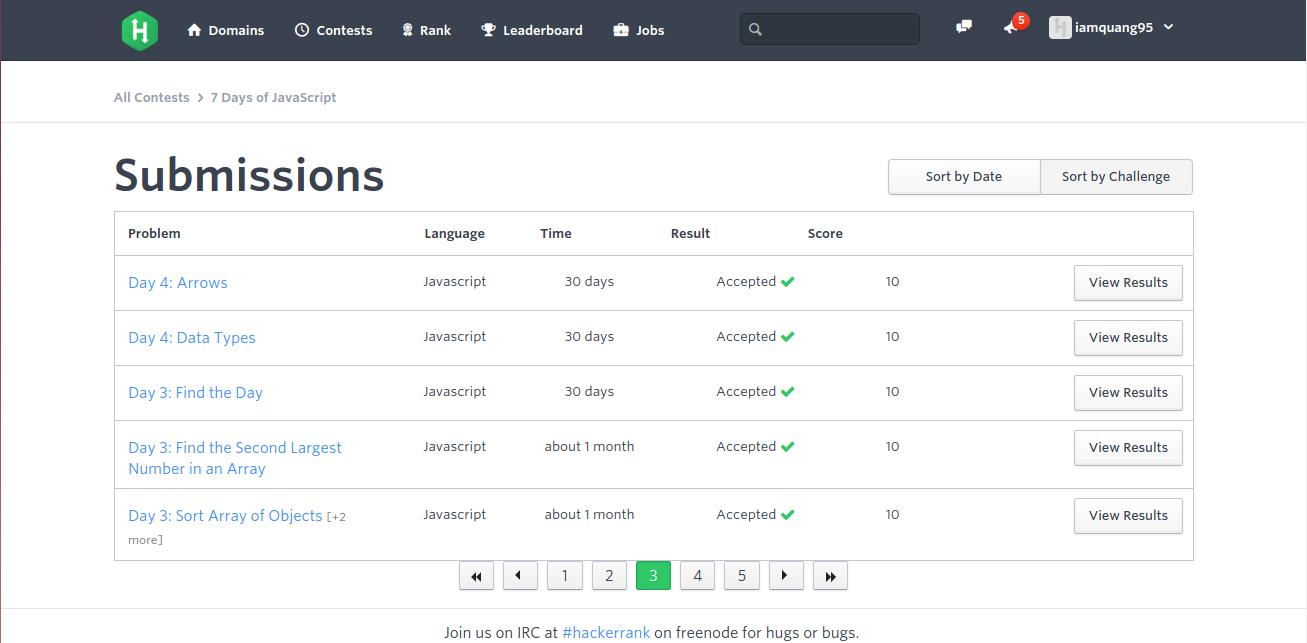 H Domains Contests Rank Leaderboard Jobs 5 H iamquang95
All Contests > 7 Days of JavaScript
Submissions
Sort by Date Sort by Challenge
Problem Language Time Result Score
Day 4: Arrows Javascript 30 days Accepted 10 View Results
Day 4: Data Types Javascript 30 days Accepted 10 View Results
Day 3: Find the Day Javascript 30 days Accepted 10 View Results
Day 3: Find the Second Largest Javascript about 1 month Accepted 10 View Results
Number in an Array
Day 3: Sort Array of Objects [+2 Javascript about 1 month Accepted 10 View Results
more]
1 2 3 4 5
Join us on IRC at #hackerrank on freenode for hugs or bugs.